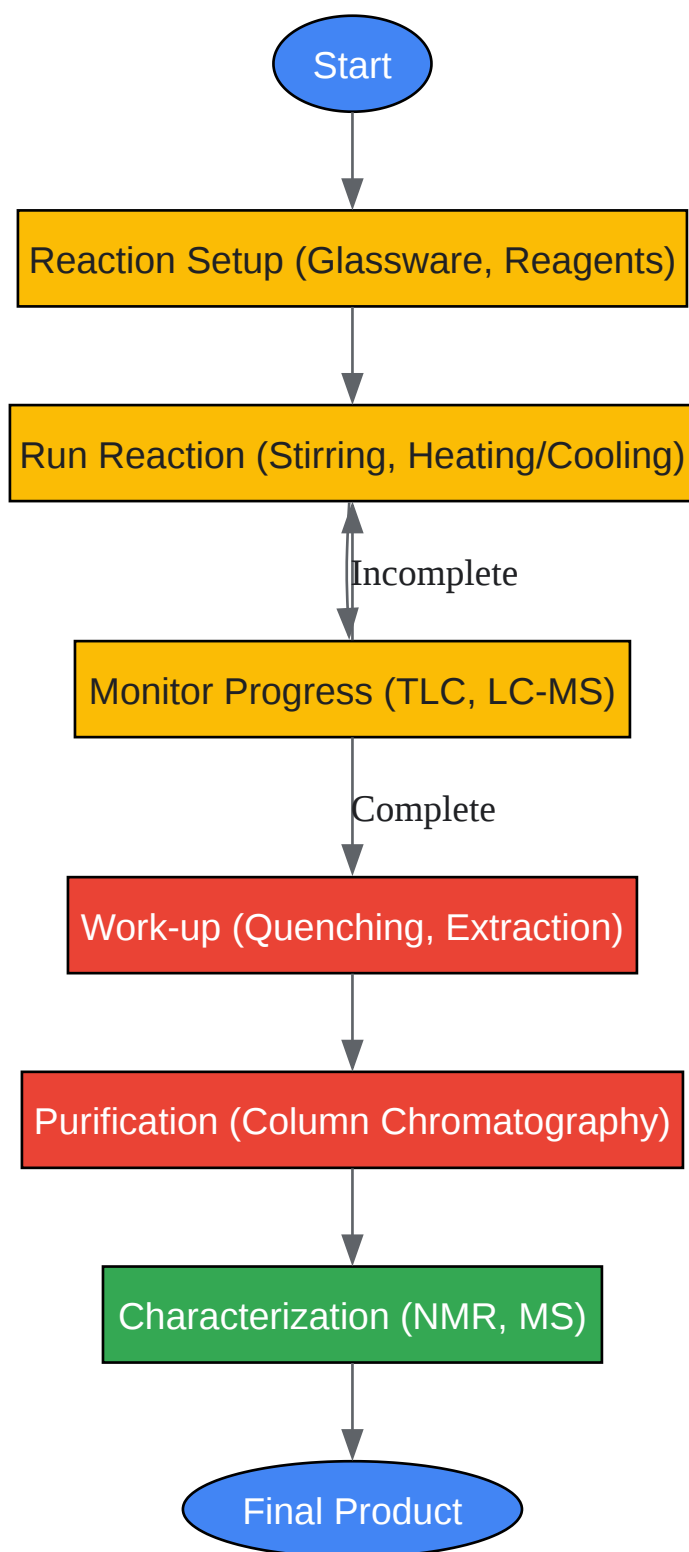 Start
Reaction Setup (Glassware, Reagents)
Run Reaction (Stirring, Heating/Cooling)
Incomplete
Monitor Progress (TLC, LC-MS)
Complete
Work-up (Quenching, Extraction)
Purification (Column Chromatography)
Characterization (NMR, MS)
Final Product